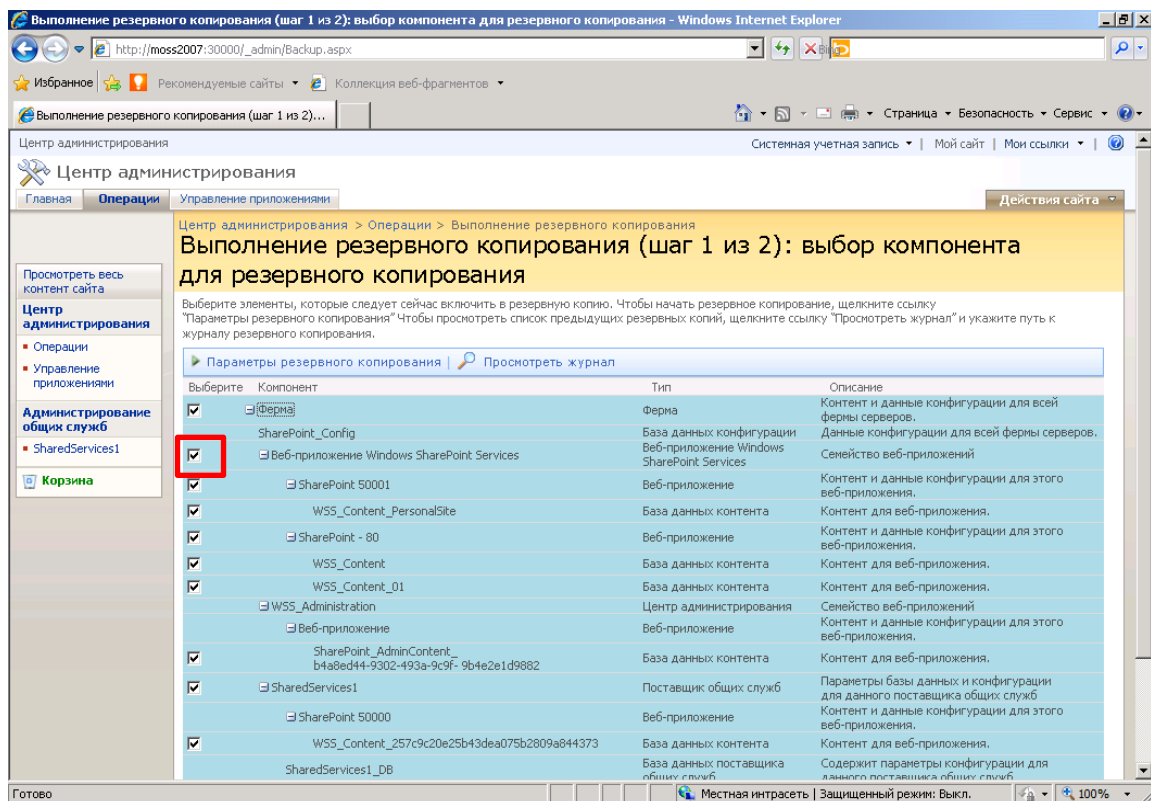 Выполнение резервного копирования (шаг 1 из 2): выбор компонента для резервного копирования - Windows Internet Explorer
http://moss2007:30000/_admin/Backup.aspx
Bing
Избранное Рекомендуемые сайты Коллекция веб-фрагментов
Выполнение резервного копирования (шаг 1 из 2)...
Страница Безопасность Сервис
Центр администрирования
Системная учетная запись | Мой сайт | Мои ссылки |
Центр администрирования
Главная Операции Управление приложениями
Действия сайта
Центр администрирования > Операции > Выполнение резервного копирования
Выполнение резервного копирования (шаг 1 из 2): выбор компонента
для резервного копирования
Просмотреть весь
контент сайта
Центр
администрирования
Операции
Управление
приложениями
Администрирование
общих служб
SharedServices1
Корзина
Выберите элементы, которые следует сейчас включить в резервную копию. Чтобы начать резервное копирование, щелкните ссылку
"Параметры резервного копирования" Чтобы просмотреть список предыдущих резервных копий, щелкните ссылку "Просмотреть журнал" и укажите путь к
журналу резервного копирования.
Параметры резервного копирования | Просмотреть журнал
Выберите Компонент Тип Описание
Ферма Ферма Контент и данные конфигурации для всей
фермы серверов.
SharePoint_Config База данных конфигурации Данные конфигурации для всей фермы серверов.
Веб-приложение Windows SharePoint Services Веб-приложение Windows Семейство веб-приложений
SharePoint Services
SharePoint 50001 Веб-приложение Контент и данные конфигурации для этого
веб-приложения.
WSS_Content_PersonalSite База данных контента Контент для веб-приложения.
SharePoint - 80 Веб-приложение Контент и данные конфигурации для этого
веб-приложения.
WSS_Content База данных контента Контент для веб-приложения.
WSS_Content_01 База данных контента Контент для веб-приложения.
WSS_Administration Центр администрирования Семейство веб-приложений
Веб-приложение Веб-приложение Контент и данные конфигурации для этого
веб-приложения.
SharePoint_AdminContent_
b4a8ed44-9302-493a-9c9f- 9b4e2e1d9882 База данных контента Контент для веб-приложения.
SharedServices1 Поставщик общих служб Параметры базы данных и конфигурации
для данного поставщика общих служб
SharePoint 50000 Веб-приложение Контент и данные конфигурации для этого
веб-приложения.
WSS_Content_257c9c20e25b43dea075b2809a844373 База данных контента Контент для веб-приложения.
SharedServices1_DB База данных поставщика Содержит параметры конфигурации для
общих служб данного поставщика общих служб
Готово
Местная интрасеть | Защищенный режим: Выкл.
100%